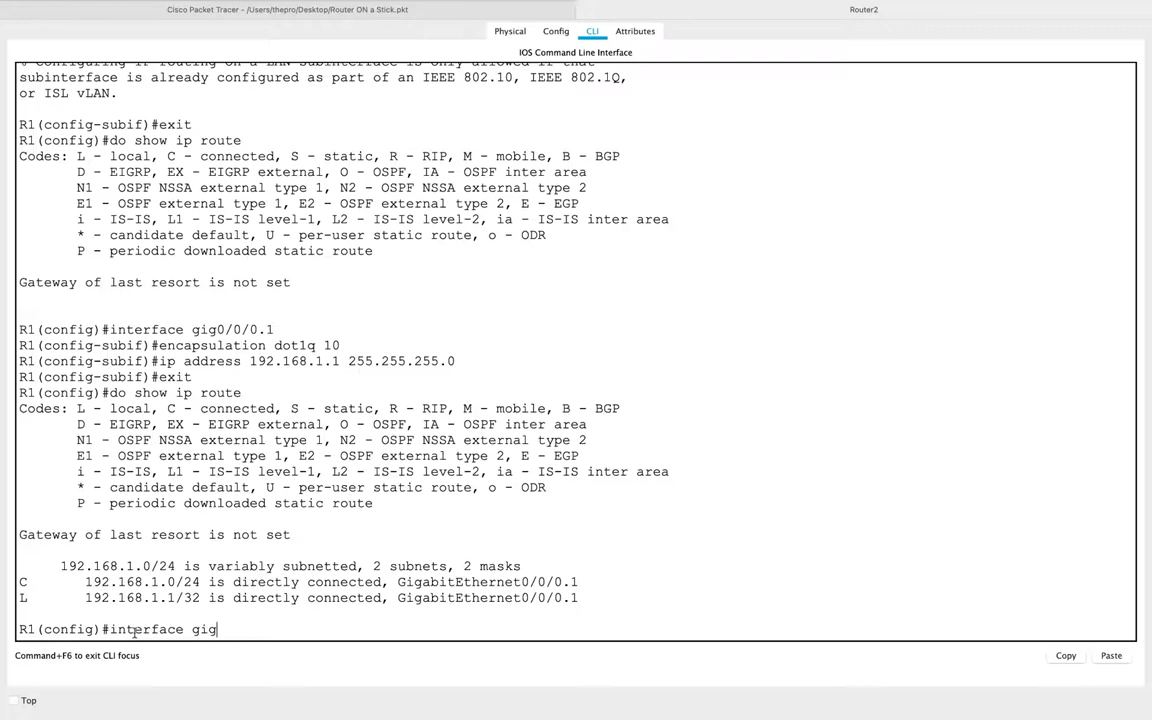 Cisco Packet Tracer - /Users/thepro/Desktop/Router ON a Stick.pkt
Router2
Physical Config CLI Attributes
IOS Command Line Interface
% Configuring IP routing on a LAN subinterface is only allowed if that
subinterface is already configured as part of an IEEE 802.10, IEEE 802.1Q,
or ISL vLAN.
R1(config-subif)#exit
R1(config)#do show ip route
Codes: L - local, C - connected, S - static, R - RIP, M - mobile, B - BGP
D - EIGRP, EX - EIGRP external, O - OSPF, IA - OSPF inter area
N1 - OSPF NSSA external type 1, N2 - OSPF NSSA external type 2
E1 - OSPF external type 1, E2 - OSPF external type 2, E - EGP
i - IS-IS, L1 - IS-IS level-1, L2 - IS-IS level-2, ia - IS-IS inter area
* - candidate default, U - per-user static route, o - ODR
P - periodic downloaded static route
Gateway of last resort is not set
R1(config)#interface gig0/0/0.1
R1(config-subif)#encapsulation dot1q 10
R1(config-subif)#ip address 192.168.1.1 255.255.255.0
R1(config-subif)#exit
R1(config)#do show ip route
Codes: L - local, C - connected, S - static, R - RIP, M - mobile, B - BGP
D - EIGRP, EX - EIGRP external, O - OSPF, IA - OSPF inter area
N1 - OSPF NSSA external type 1, N2 - OSPF NSSA external type 2
E1 - OSPF external type 1, E2 - OSPF external type 2, E - EGP
i - IS-IS, L1 - IS-IS level-1, L2 - IS-IS level-2, ia - IS-IS inter area
* - candidate default, U - per-user static route, o - ODR
P - periodic downloaded static route
Gateway of last resort is not set
192.168.1.0/24 is variably subnetted, 2 subnets, 2 masks
C 192.168.1.0/24 is directly connected, GigabitEthernet0/0/0.1
L 192.168.1.1/32 is directly connected, GigabitEthernet0/0/0.1
R1(config)#interface gig
Command+F6 to exit CLI focus
Copy Paste
Top